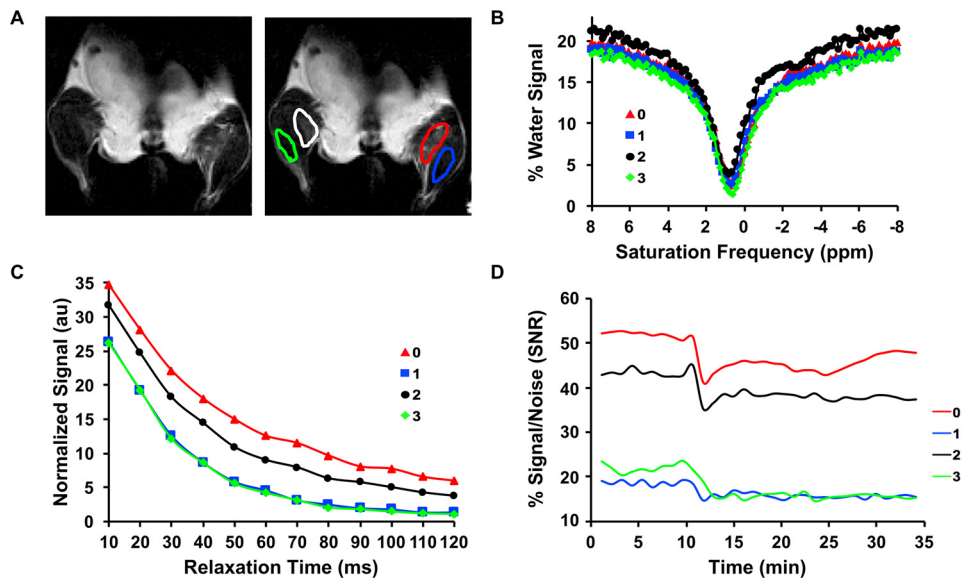 A
B
% Water Signal
20
15
10
5
0
0
1
2
3
8 6 4 2 0 -2 -4 -6 -8
Saturation Frequency (ppm)
C
Normalized Signal (au)
35
30
25
20
15
10
5
0
0
1
2
3
10 20 30 40 50 60 70 80 90 100 110 120
Relaxation Time (ms)
D
% Signal/Noise (SNR)
60
50
40
30
20
10
0
1
2
3
0 5 10 15 20 25 30 35
Time (min)